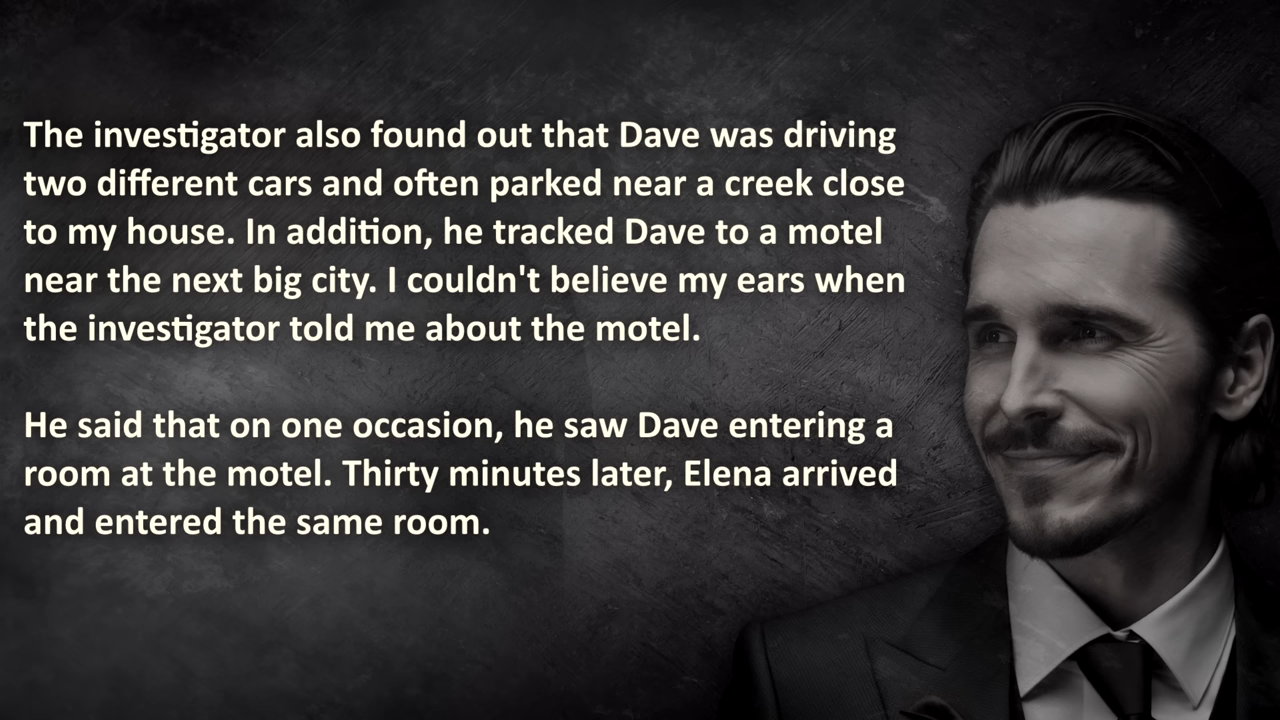 The investigator also found out that Dave was driving
two different cars and often parked near a creek close
to my house. In addition, he tracked Dave to a motel
near the next big city. I couldn't believe my ears when
the investigator told me about the motel.
He said that on one occasion, he saw Dave entering a
room at the motel. Thirty minutes later, Elena arrived
and entered the same room.